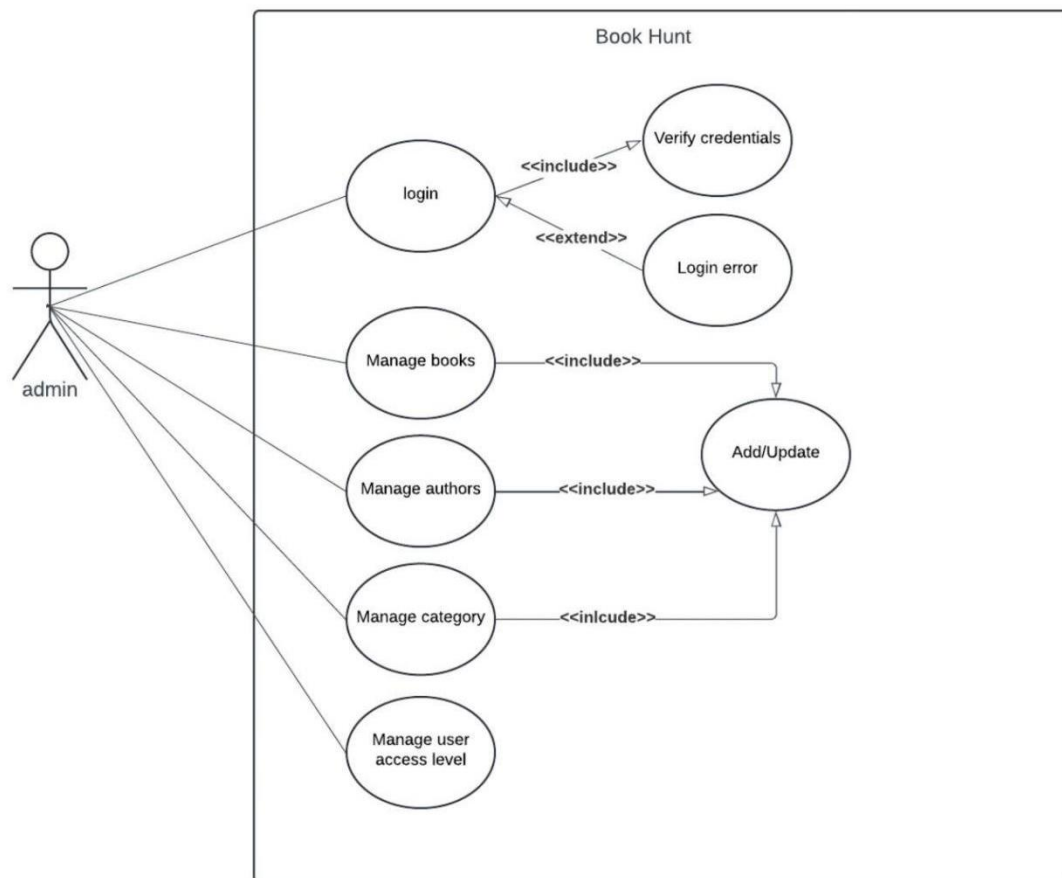 Book Hunt
Verify credentials
<<include>>
login
<<extend>>
Login error
admin
Manage books
<<include>>
Add/Update
Manage authors
<<include>>
Manage category
<<inlcude>>
Manage user
access level